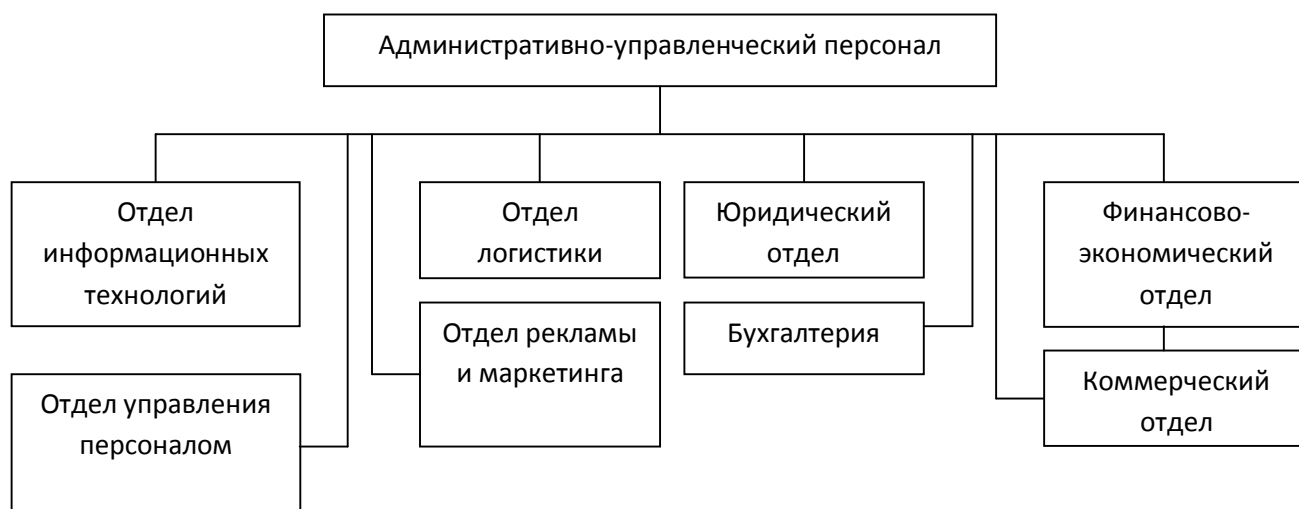 Административно-управленческий персонал
Отдел
информационных
технологий
Отдел
логистики
Юридический
отдел
Финансово-
экономический
отдел
Отдел рекламы
и маркетинга
Бухгалтерия
Коммерческий
отдел
Отдел управления
персоналом